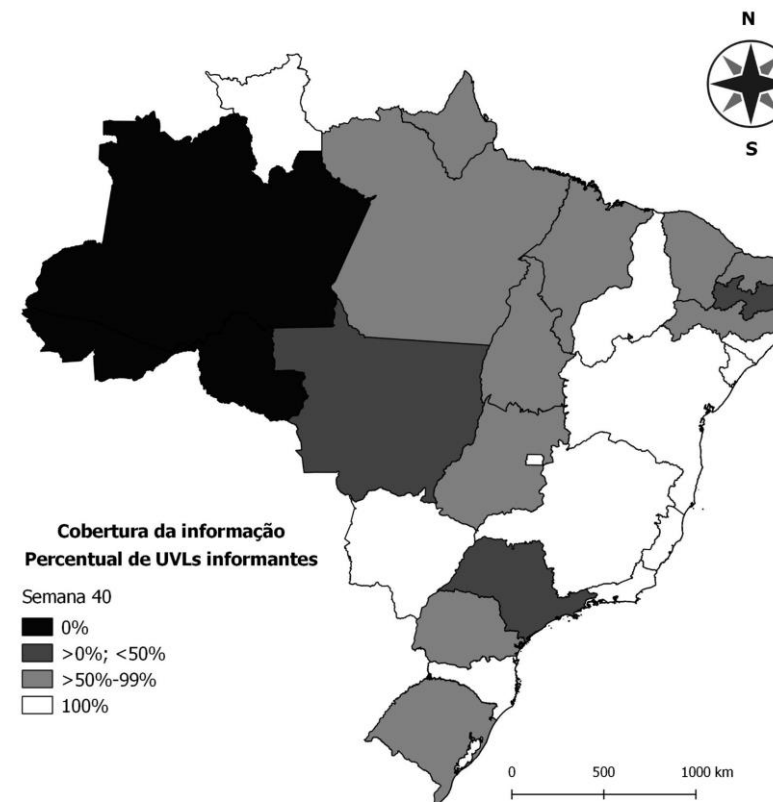 N
S
Cobertura da informação
Percentual de UVLs informantes
Semana 40
0%
>0%; <50%
>50%-99%
100%
0 500 1000 km